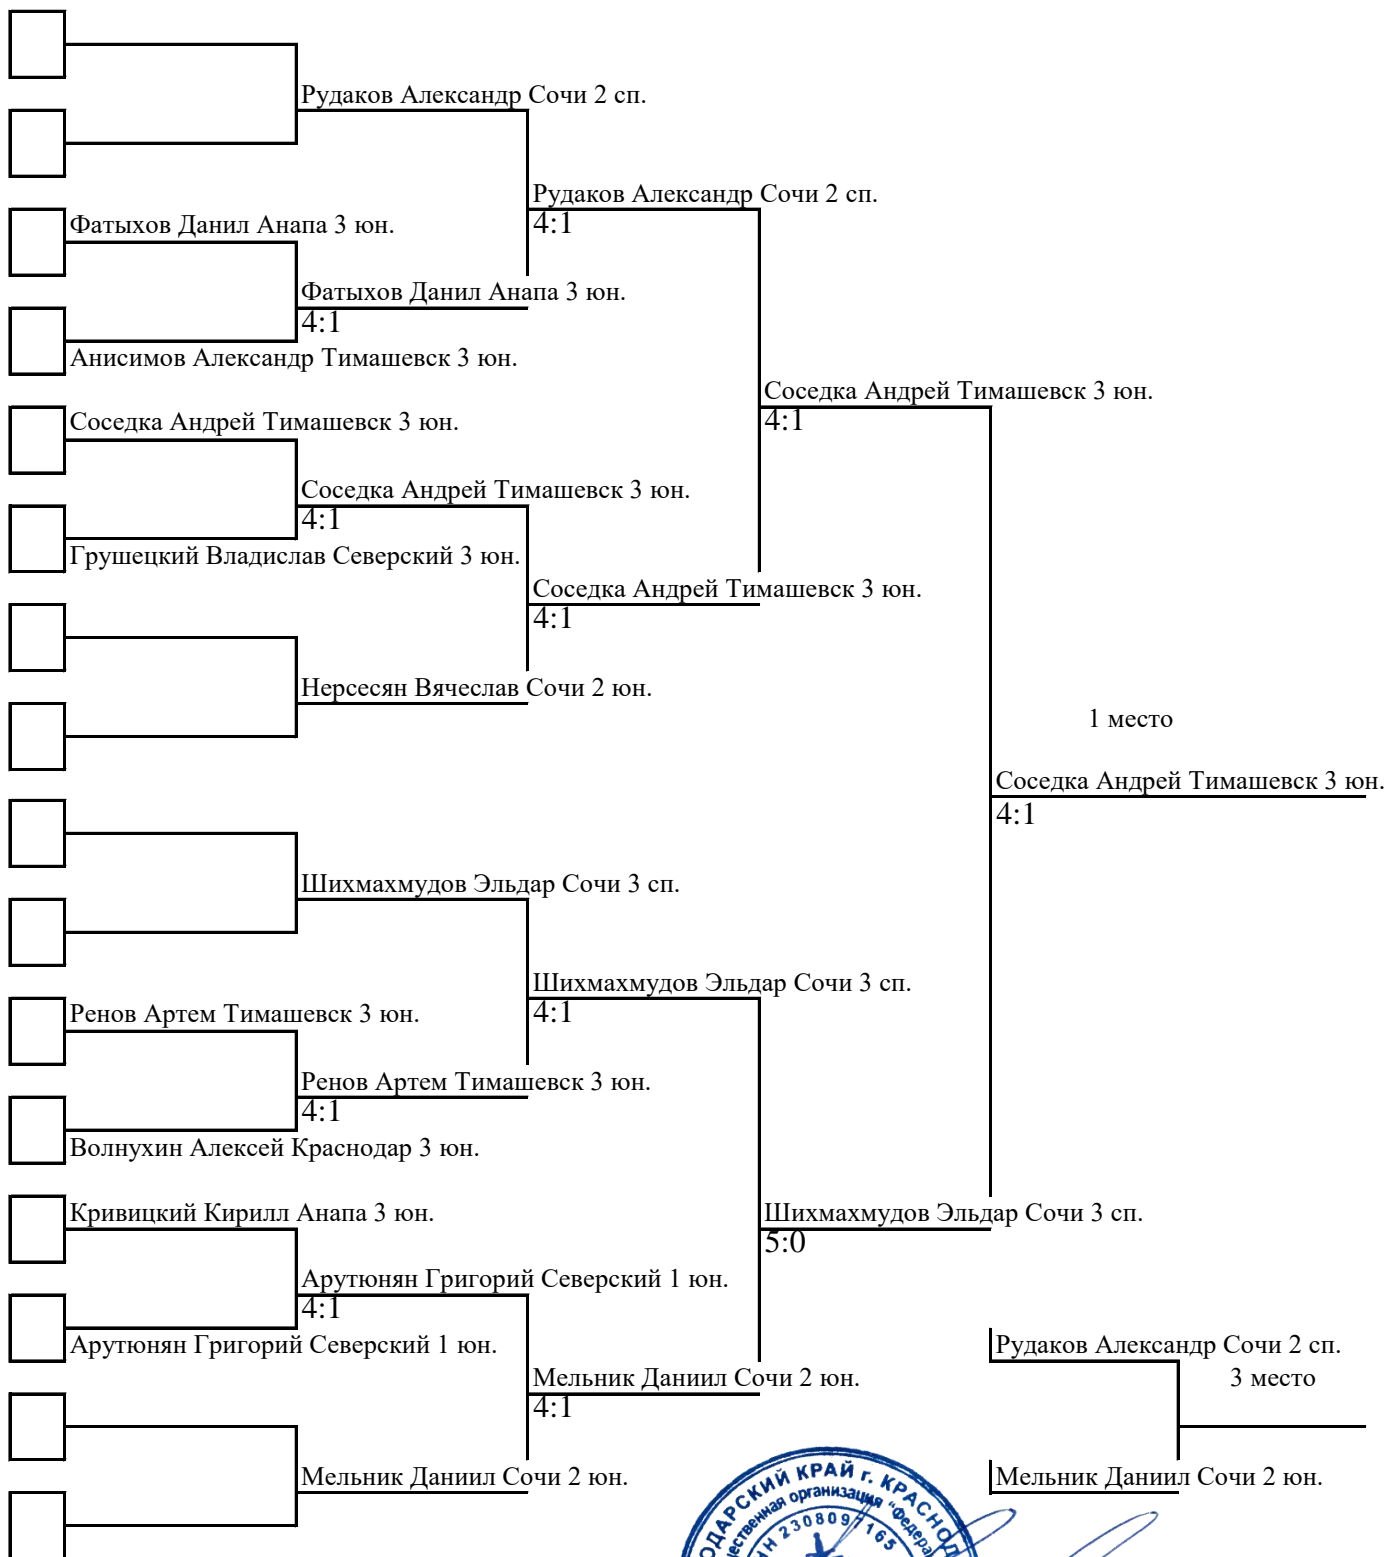 Рудаков Александр Сочи 2 сп.
Рудаков Александр Сочи 2 сп.
4:1
Фатыхов Данил Анапа 3 юн.
Фатыхов Данил Анапа 3 юн.
4:1
Анисимов Александр Тимашевск 3 юн.
Соседка Андрей Тимашевск 3 юн.
4:1
Соседка Андрей Тимашевск 3 юн.
Соседка Андрей Тимашевск 3 юн.
4:1
Грушецкий Владислав Северский 3 юн.
Соседка Андрей Тимашевск 3 юн.
4:1
Нерсесян Вячеслав Сочи 2 юн.
1 место
Соседка Андрей Тимашевск 3 юн.
4:1
Шихмахмудов Эльдар Сочи 3 сп.
Шихмахмудов Эльдар Сочи 3 сп.
4:1
Ренов Артем Тимашевск 3 юн.
Ренов Артем Тимашевск 3 юн.
4:1
Волнухин Алексей Краснодар 3 юн.
Кривицкий Кирилл Анапа 3 юн.
Шихмахмудов Эльдар Сочи 3 сп.
5:0
Арутюнян Григорий Северский 1 юн.
4:1
Арутюнян Григорий Северский 1 юн.
Рудаков Александр Сочи 2 сп.
Мельник Даниил Сочи 2 юн.
3 место
4:1
Мельник Даниил Сочи 2 юн.
Мельник Даниил Сочи 2 юн.
КРАЙ г.
организация